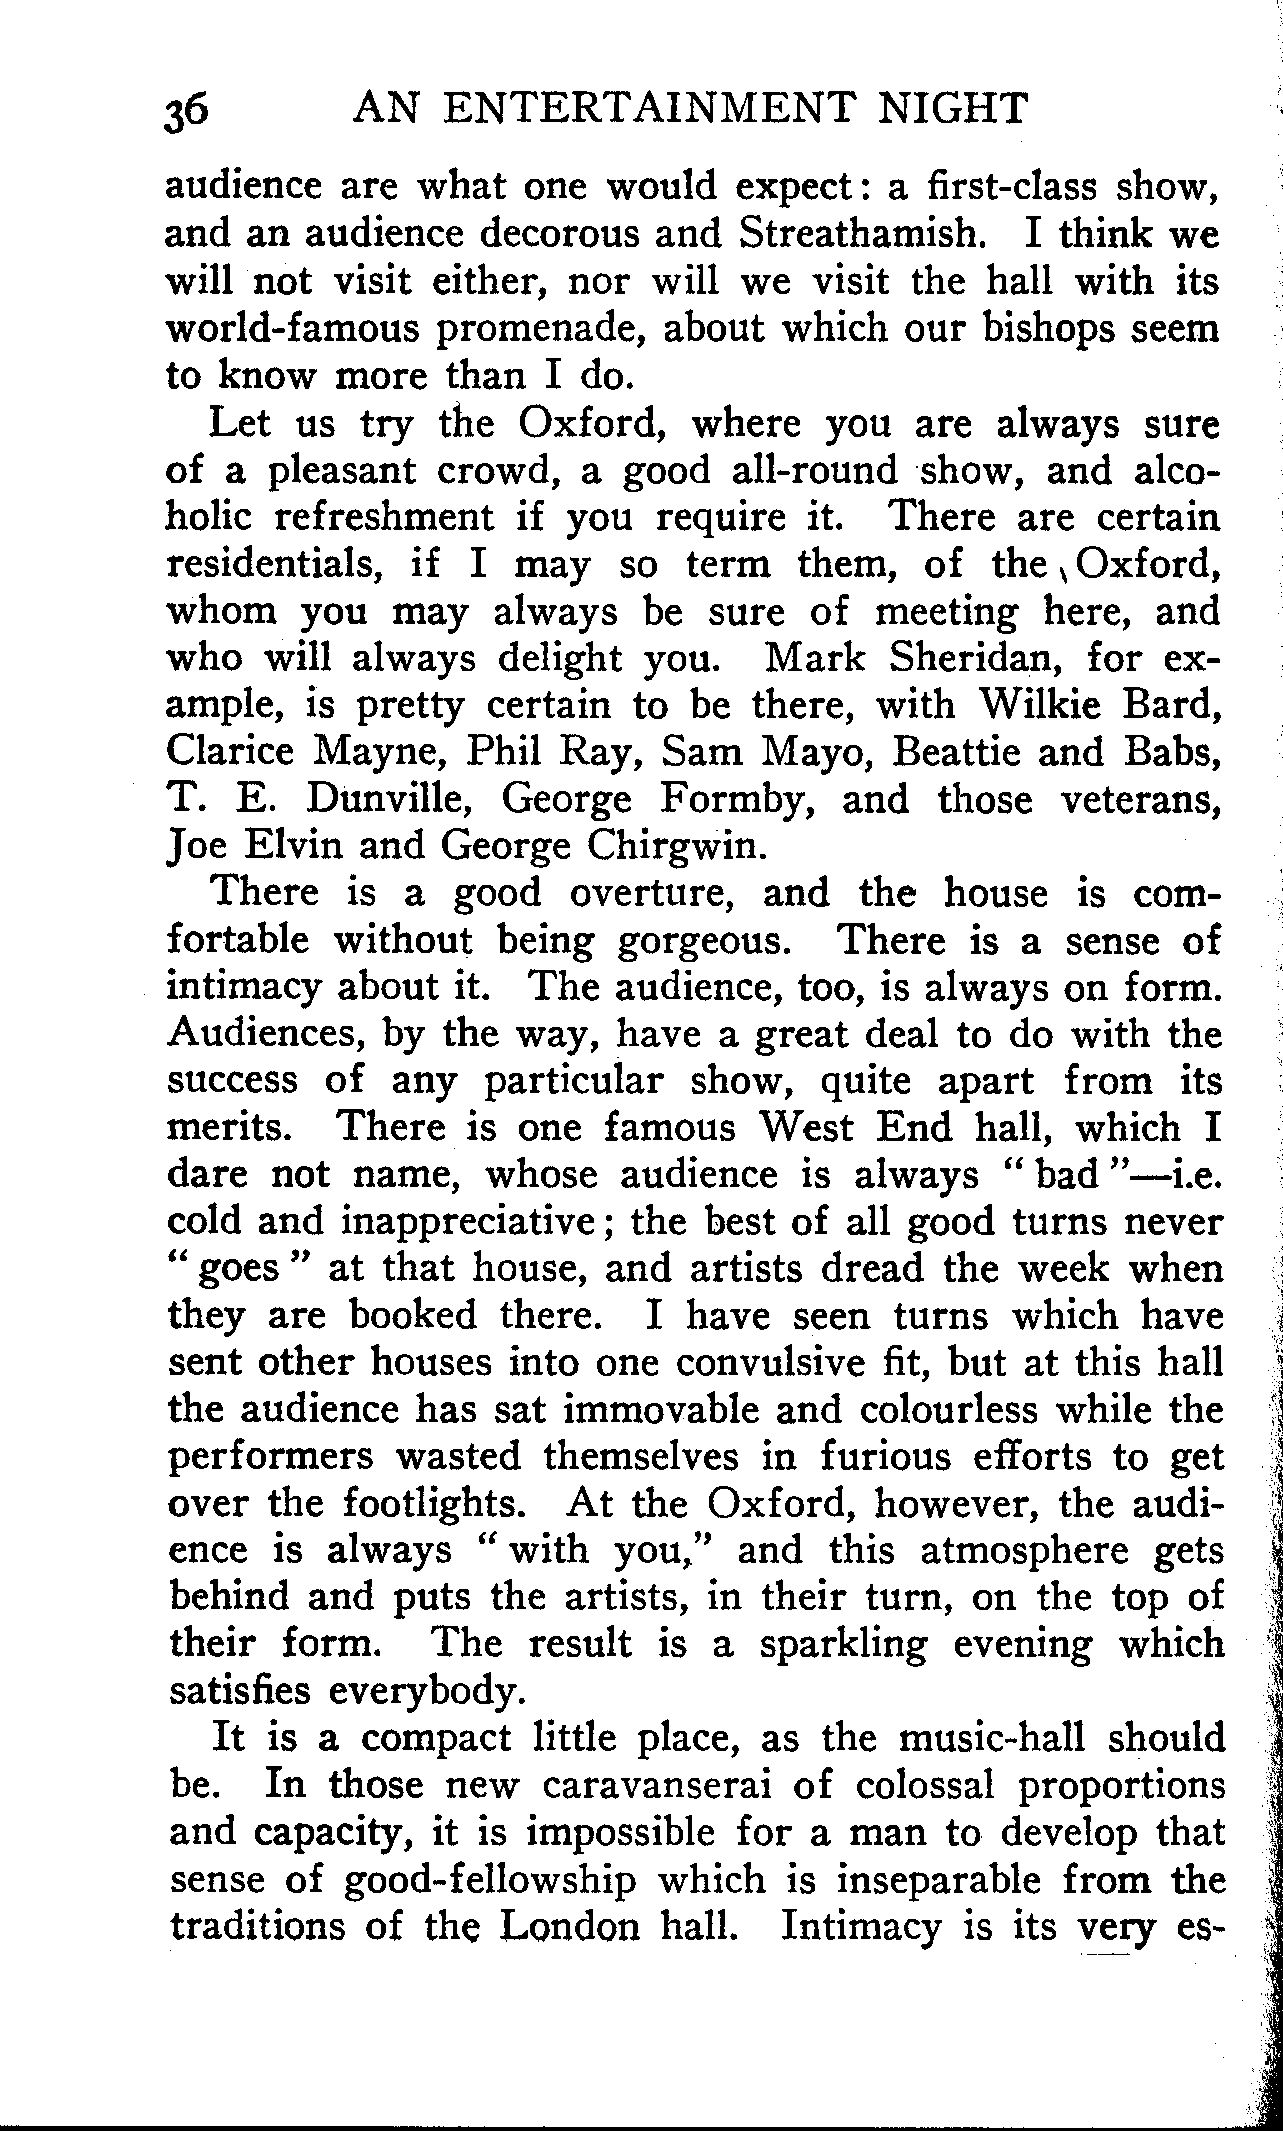 36 AN ENTERTAINMENT NIGHT
audience are what one would expect: a first-class show,
and an audience decorous and Streathamish. I think we
will not visit either, nor will we visit the hall with its
world-famous promenade, about which our bishops seem
to know more than I do.
Let us try the Oxford, where you are always sure
of a pleasant crowd, a good all-round show, and alco-
holic refreshment if you require it. There are certain
residentials, if I may so term them, of the Oxford,
whom you may always be sure of meeting here, and
who will always delight you. Mark Sheridan, for ex-
ample, is pretty certain to be there, with Wilkie Bard,
Clarice Mayne, Phil Ray, Sam Mayo, Beattie and Babs,
T. E. Dunville, George Formby, and those veterans,
Joe Elvin and George Chirgwin.
There is a good overture, and the house is com-
fortable without being gorgeous. There is a sense of
intimacy about it. The audience, too, is always on form.
Audiences, by the way, have a great deal to do with the
success of any particular show, quite apart from its
merits. There is one famous West End hall, which I
dare not name, whose audience is always “ bad ”—i.e.
cold and inappreciative; the best of all good turns never
“ goes ” at that house, and artists dread the week when
they are booked there. I have seen turns which have
sent other houses into one convulsive fit, but at this hall
the audience has sat immovable and colourless while the
performers wasted themselves in furious efforts to get
over the footlights. At the Oxford, however, the audi-
ence is always “ with you,” and this atmosphere gets
behind and puts the artists, in their turn, on the top of
their form. The result is a sparkling evening which
satisfies everybody.
It is a compact little place, as the music-hall should
be. In those new caravanserai of colossal proportions
and capacity, it is impossible for a man to develop that
sense of good-fellowship which is inseparable from the
traditions of the London hall. Intimacy is its very es-